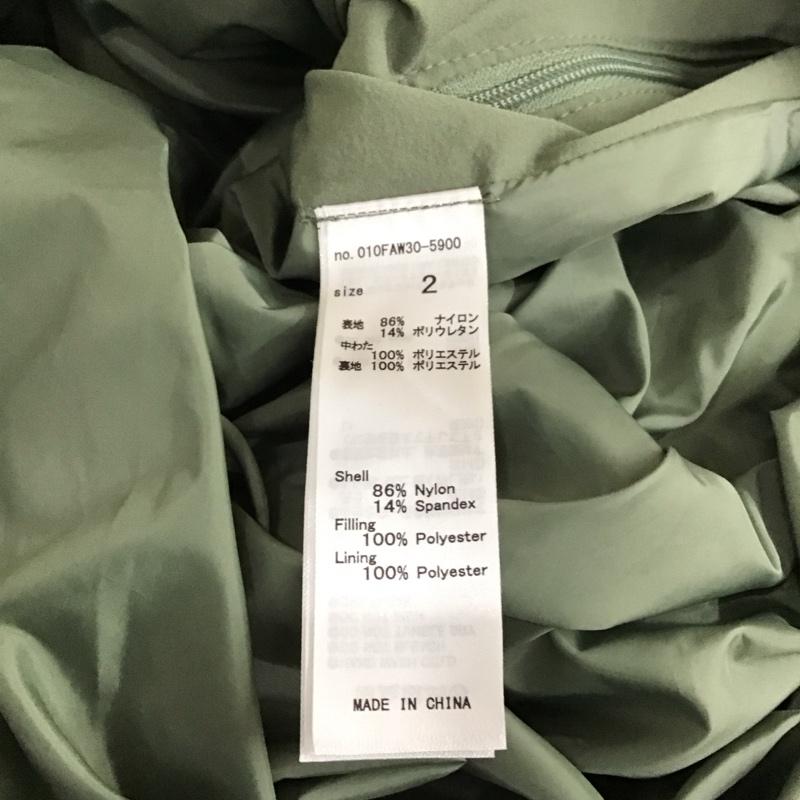 no. 010FAW30-5900
size 2
表地 86% ナイロン
14% ポリウレタン
中わた
100% ポリエステル
裏地 100% ポリエステル
Shell
86% Nylon
14% Spandex
Filling
100% Polyester
Lining
100% Polyester
MADE IN CHINA